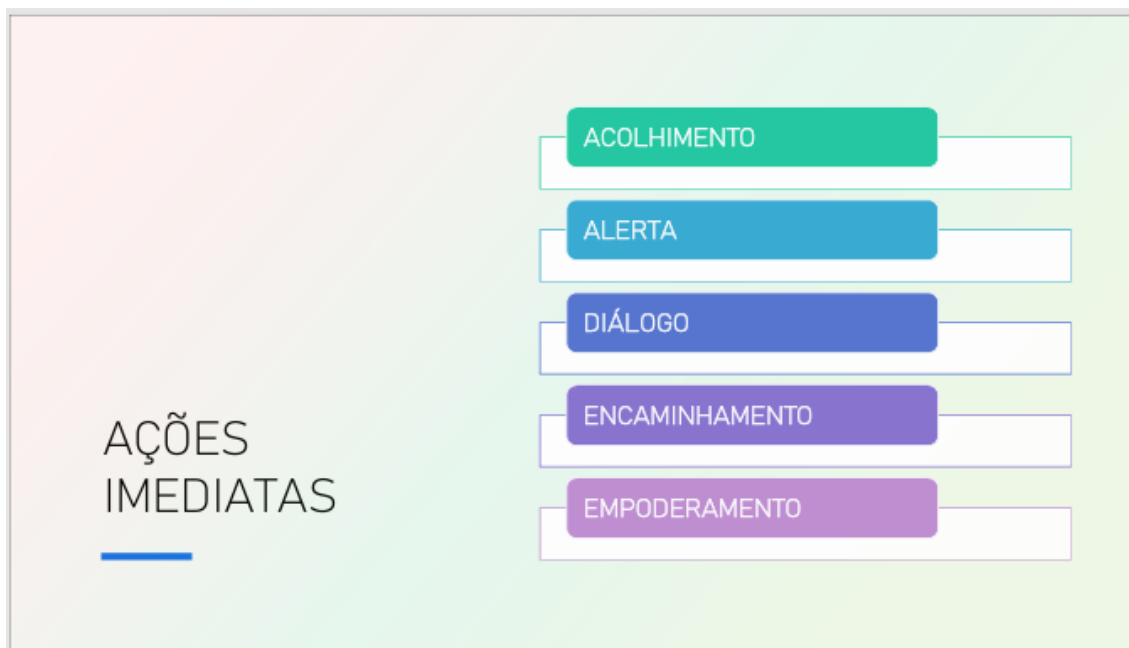 AÇÕES
IMEDIATAS
ACOLHIMENTO
ALERTA
DIÁLOGO
ENCAMINHAMENTO
EMPODERAMENTO